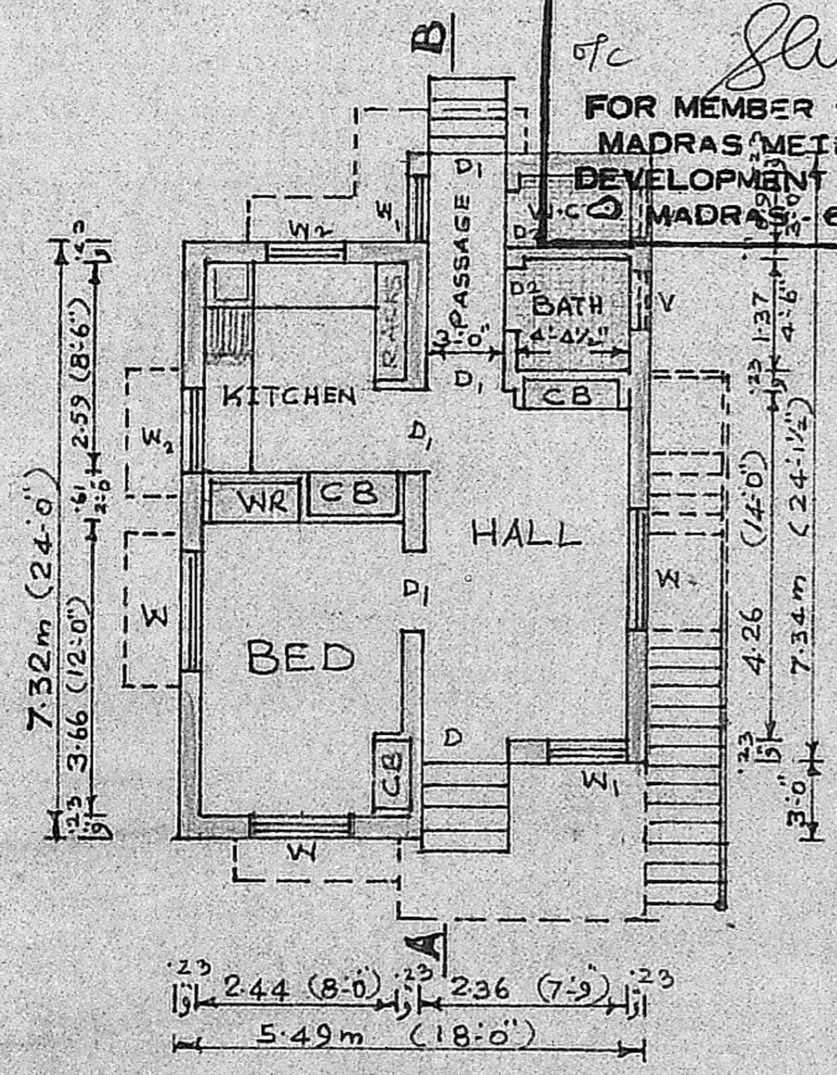 B
o/c
FOR MEMBER
MADRAS METR
DEVELOPMENT
MADRAS - 6
D1
W1
PASSAGE
W.C
W2
D2
BATH
4'-4½"
V
3'-0"
D1
RACKS
KITCHEN
D1
CB
W2
WR
CB
HALL
W
W
D1
BED
CB
D
W1
W
A
7.32m (24'-0")
.23
9"
2.59 (8'-6")
.61
2'-0"
3.66 (12'-0")
.23
9"
1.37
4'-6"
.23
9"
4.26 (14'-0")
7.34m (24'-1½")
.23
9"
3'-0"
.23 2.44 (8'-0") .23 2.36 (7'-9") .23
9" 9" 9"
5.49m (18'-0")